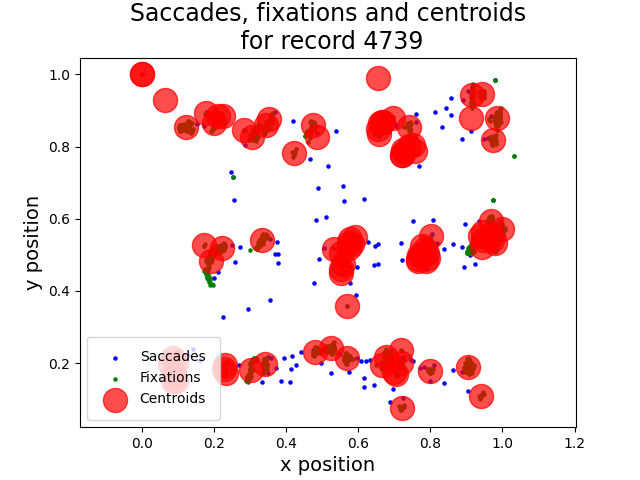 Saccades, fixations and centroids
for record 4739
y position
1.0
0.8
0.6
0.4
0.2
Saccades
Fixations
Centroids
0.0
0.2
0.4
0.6
0.8
1.0
1.2
x position